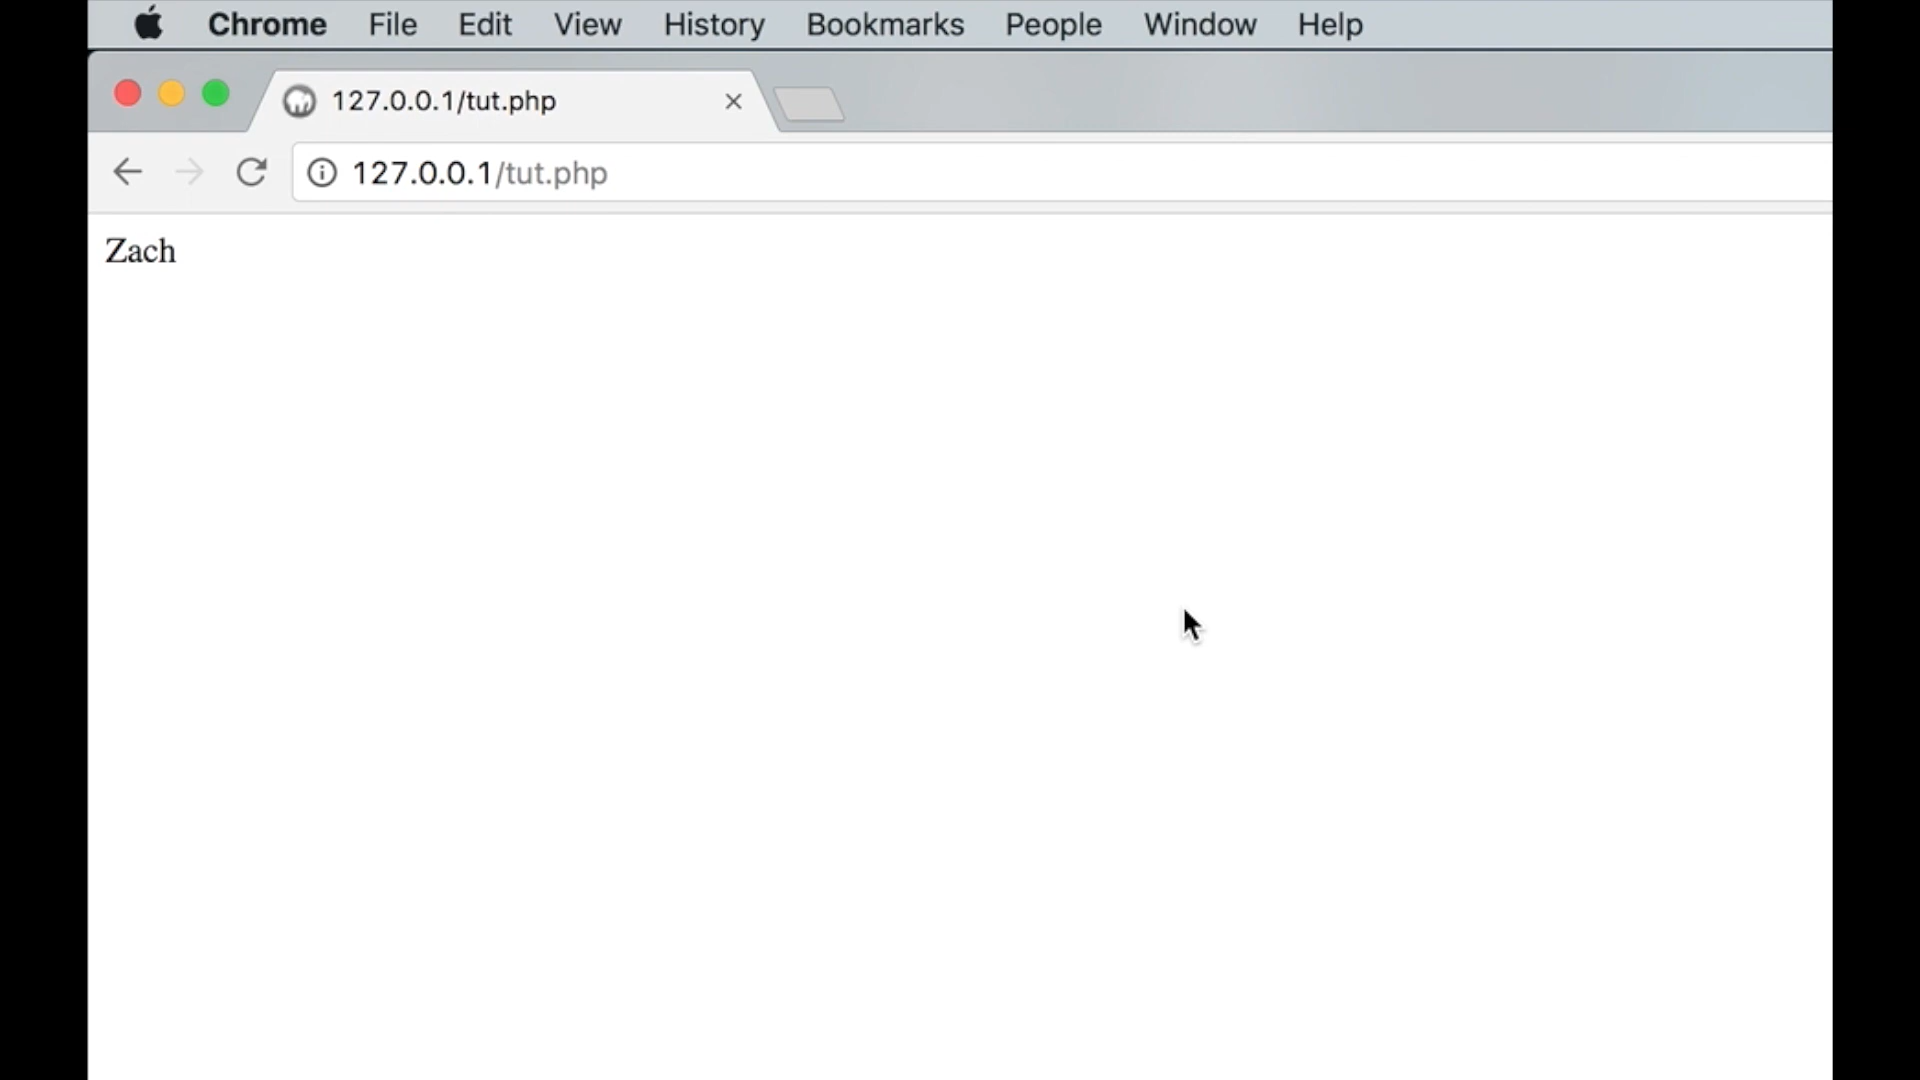 Chrome File Edit View History Bookmarks People Window Help
127.0.0.1/tut.php
127.0.0.1/tut.php
Zach